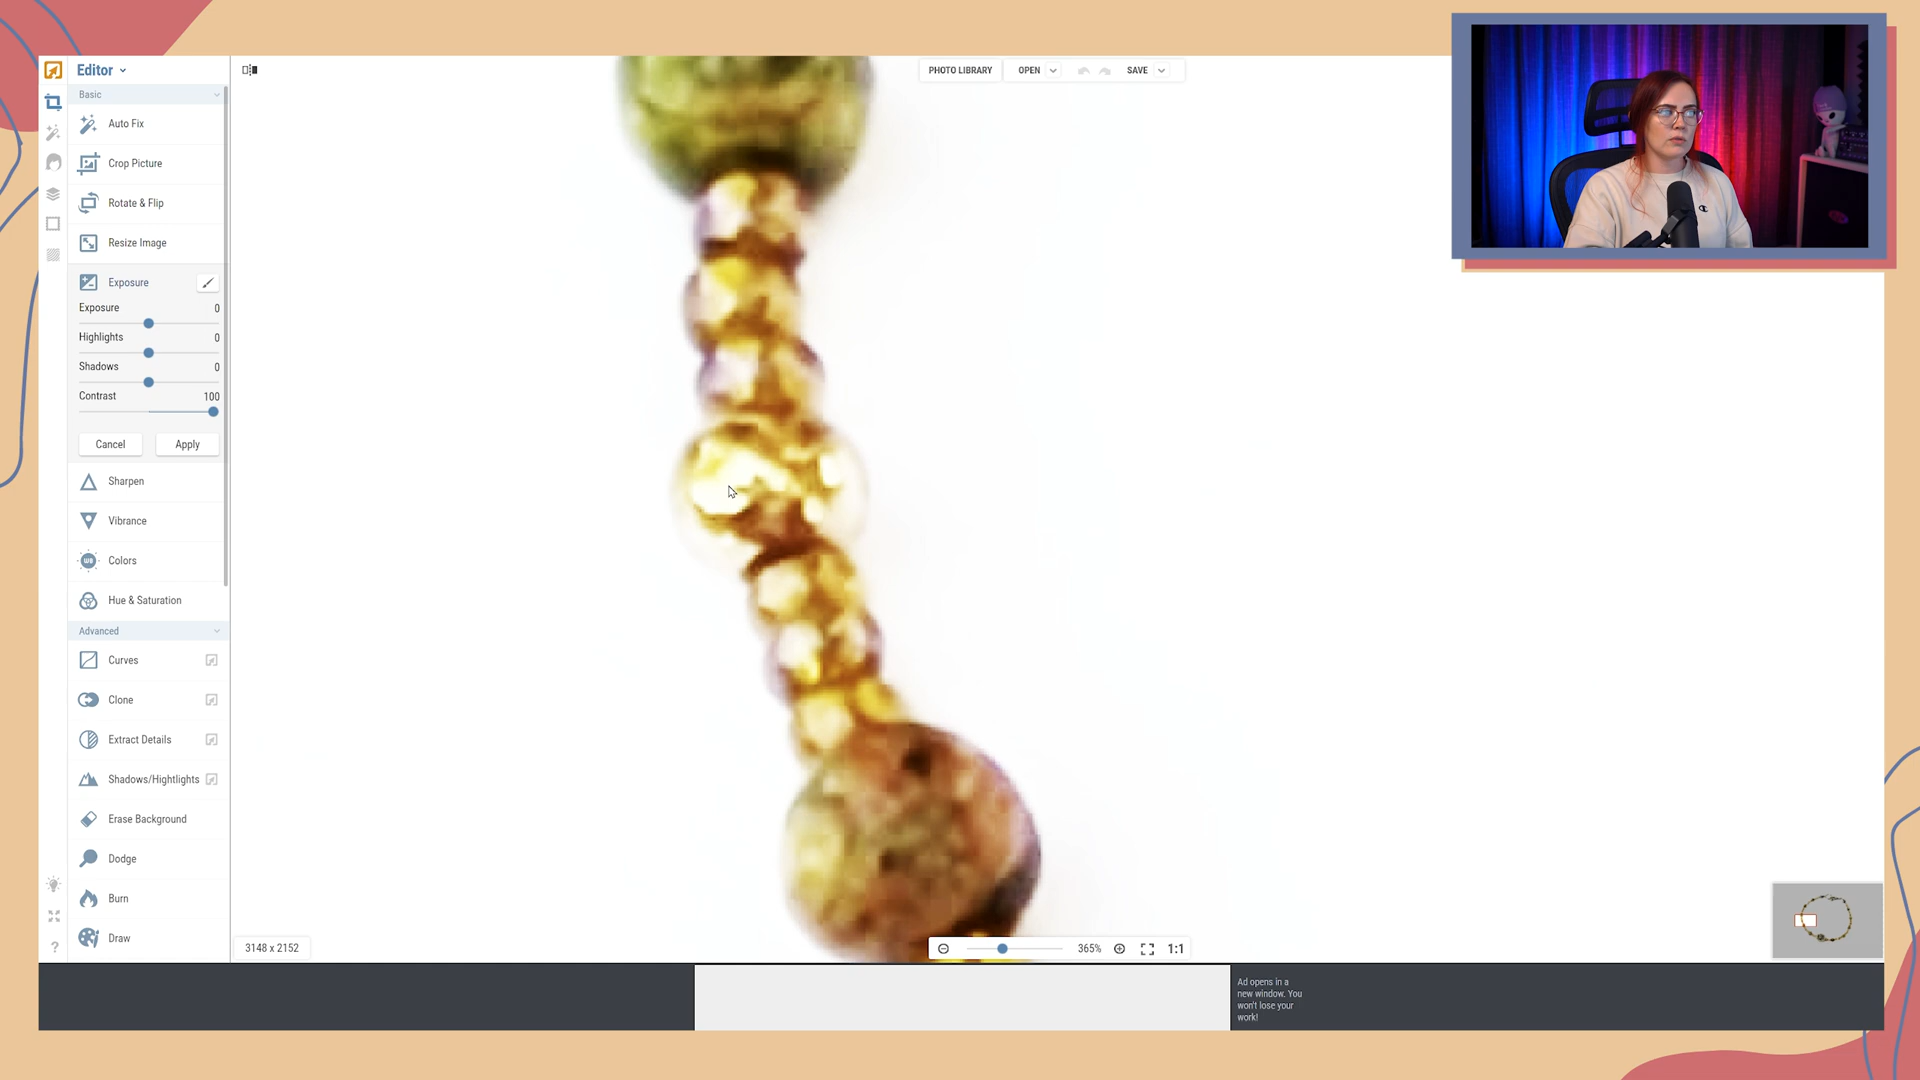 Editor
PHOTO LIBRARY
OPEN
SAVE
Basic
Auto Fix
Crop Picture
Rotate & Flip
Resize Image
Exposure
Exposure 0
Highlights 0
Shadows 0
Contrast 100
Cancel Apply
Sharpen
Vibrance
WB Colors
Hue & Saturation
Advanced
Curves
Clone
Extract Details
Shadows/Hightlights
Erase Background
Dodge
Burn
Draw
?
3148 x 2152
365%
1:1
Ad opens in a
new window. You
won't lose your
work!